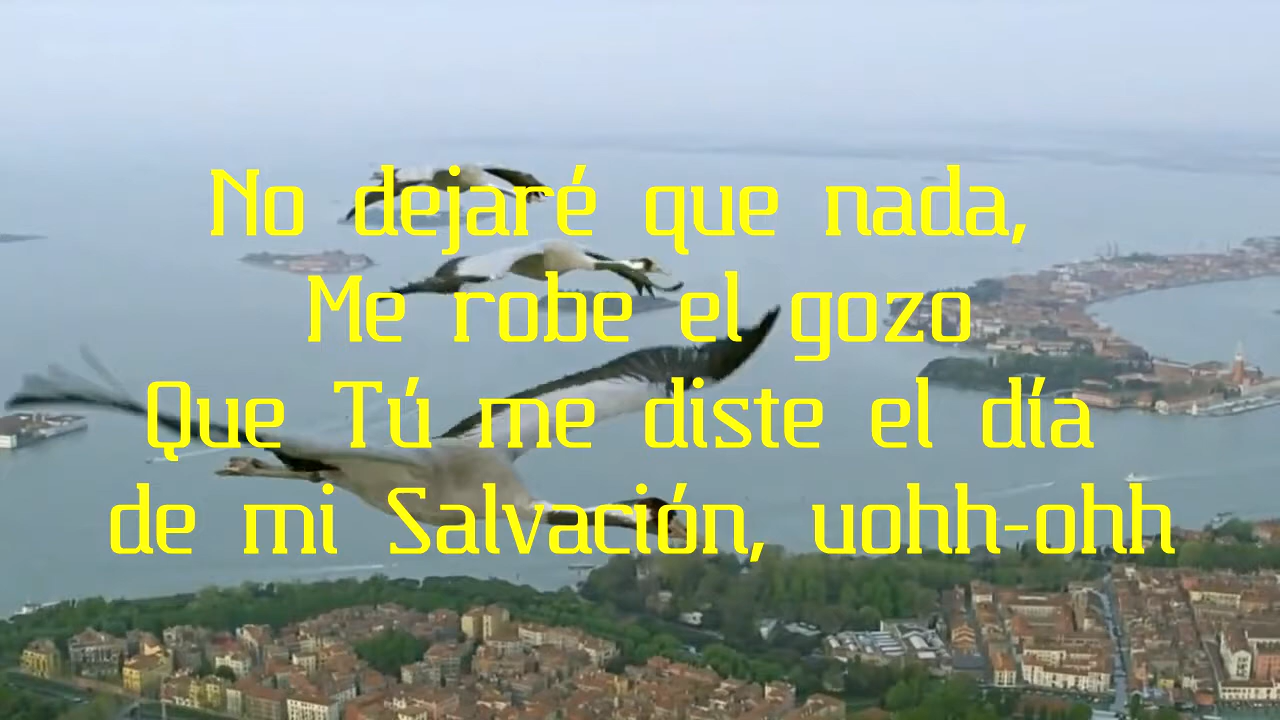 No dejaré que nada,
Me robe el gozo
Que Tú me diste el día
de mi Salvación, uohh-ohh